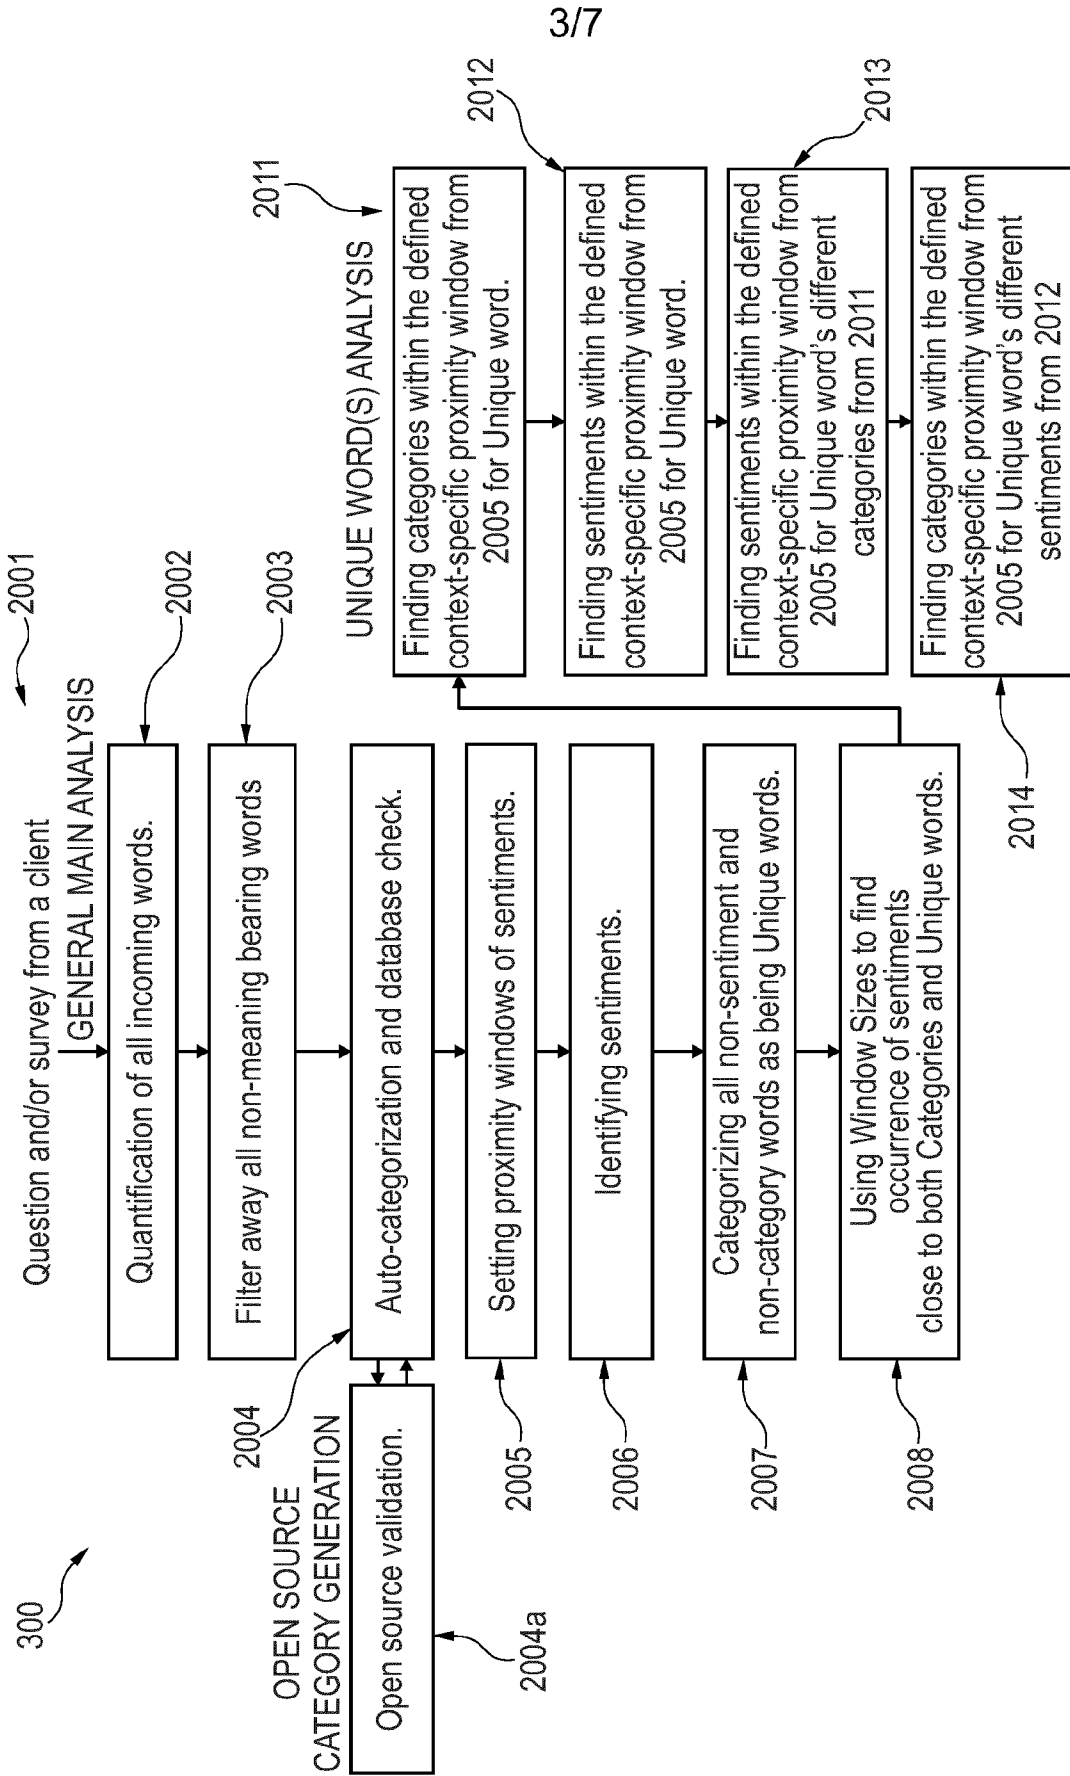 3/7
300
Question and/or survey from a client
2001
GENERAL MAIN ANALYSIS
Quantification of all incoming words.
2002
Filter away all non-meaning bearing words
2003
OPEN SOURCE
CATEGORY GENERATION
2004
Open source validation.
2004a
Auto-categorization and database check.
Setting proximity windows of sentiments.
2005
Identifying sentiments.
2006
Categorizing all non-sentiment and
non-category words as being Unique words.
2007
Using Window Sizes to find
occurrence of sentiments
close to both Categories and Unique words.
2008
UNIQUE WORD(S) ANALYSIS
2011
Finding categories within the defined
context-specific proximity window from
2005 for Unique word.
2012
Finding sentiments within the defined
context-specific proximity window from
2005 for Unique word.
2013
Finding sentiments within the defined
context-specific proximity window from
2005 for Unique word's different
categories from 2011
Finding categories within the defined
context-specific proximity window from
2005 for Unique word's different
sentiments from 2012
2014